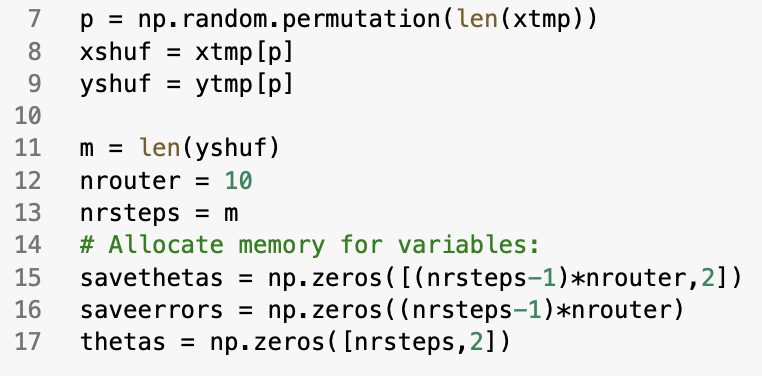 7 p = np.random.permutation(len(xtmp))
8 xshuf = xtmp[p]
9 yshuf = ytmp[p]
10
11 m = len(yshuf)
12 nrouter = 10
13 nrsteps = m
14 # Allocate memory for variables:
15 savethetas = np.zeros([(nrsteps-1)*nrouter,2])
16 saveerrors = np.zeros((nrsteps-1)*nrouter)
17 thetas = np.zeros([nrsteps,2])